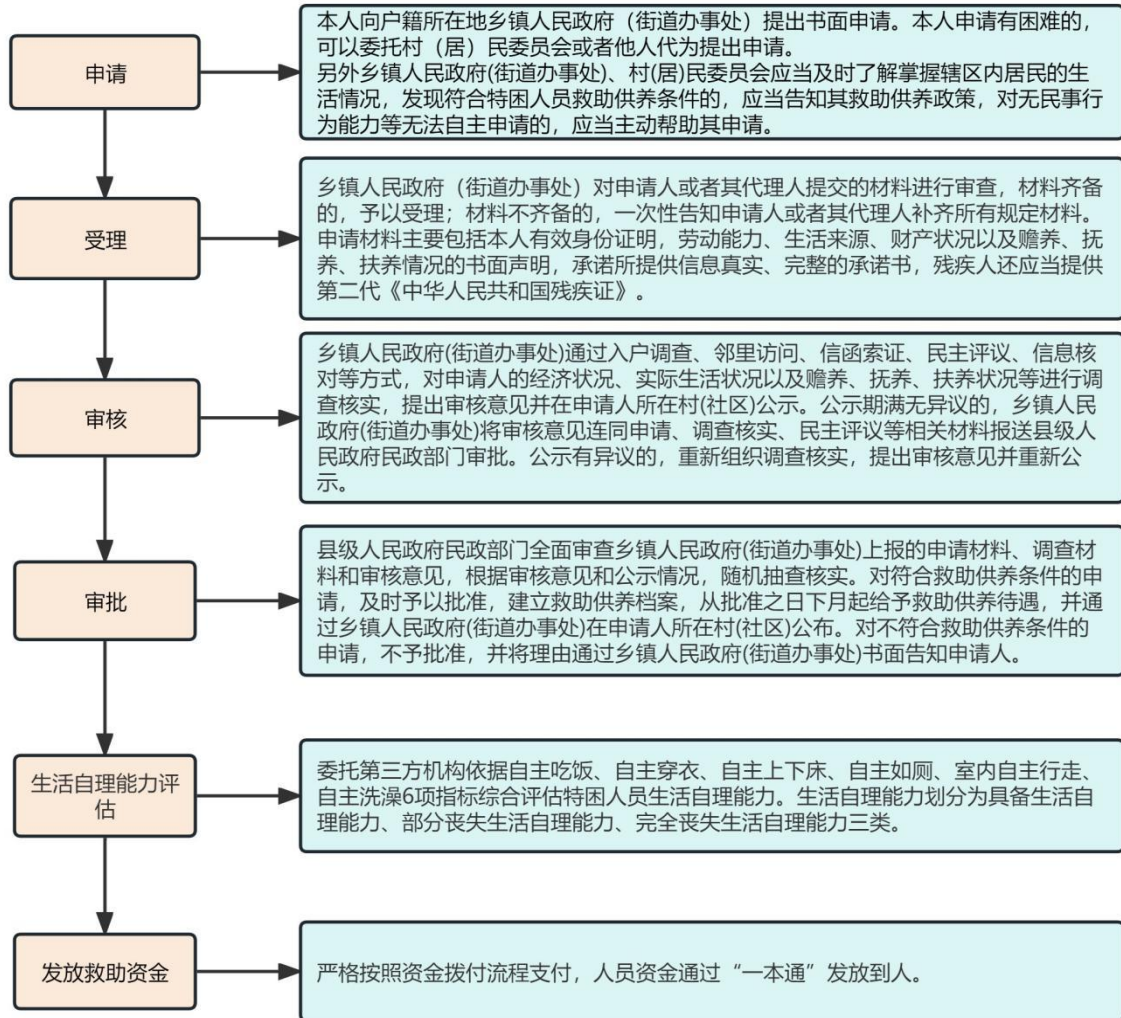 申请
本人向户籍所在地乡镇人民政府（街道办事处）提出书面申请。本人申请有困难的，
可以委托村（居）民委员会或者他人代为提出申请。
另外乡镇人民政府(街道办事处)、村(居)民委员会应当及时了解掌握辖区内居民的生
活情况，发现符合特困人员救助供养条件的，应当告知其救助供养政策，对无民事行
为能力等无法自主申请的，应当主动帮助其申请。
受理
乡镇人民政府（街道办事处）对申请人或者其代理人提交的材料进行审查，材料齐备
的，予以受理；材料不齐备的，一次性告知申请人或者其代理人补齐所有规定材料。
申请材料主要包括本人有效身份证明，劳动能力、生活来源、财产状况以及赡养、抚
养、扶养情况的书面声明，承诺所提供信息真实、完整的承诺书，残疾人还应当提供
第二代《中华人民共和国残疾证》。
审核
乡镇人民政府(街道办事处)通过入户调查、邻里访问、信函索证、民主评议、信息核
对等方式，对申请人的经济状况、实际生活状况以及赡养、抚养、扶养状况等进行调
查核实，提出审核意见并在申请人所在村(社区)公示。公示期满无异议的，乡镇人民
政府(街道办事处)将审核意见连同申请、调查核实、民主评议等相关材料报送县级人
民政府民政部门审批。公示有异议的，重新组织调查核实，提出审核意见并重新公
示。
审批
县级人民政府民政部门全面审查乡镇人民政府(街道办事处)上报的申请材料、调查材
料和审核意见，根据审核意见和公示情况，随机抽查核实。对符合救助供养条件的申
请，及时予以批准，建立救助供养档案，从批准之日下月起给予救助供养待遇，并通
过乡镇人民政府(街道办事处)在申请人所在村(社区)公布。对不符合救助供养条件的
申请，不予批准，并将理由通过乡镇人民政府(街道办事处)书面告知申请人。
生活自理能力评
估
委托第三方机构依据自主吃饭、自主穿衣、自主上下床、自主如厕、室内自主行走、
自主洗澡6项指标综合评估特困人员生活自理能力。生活自理能力划分为具备生活自
理能力、部分丧失生活自理能力、完全丧失生活自理能力三类。
发放救助资金
严格按照资金拨付流程支付，人员资金通过“一本通”发放到人。